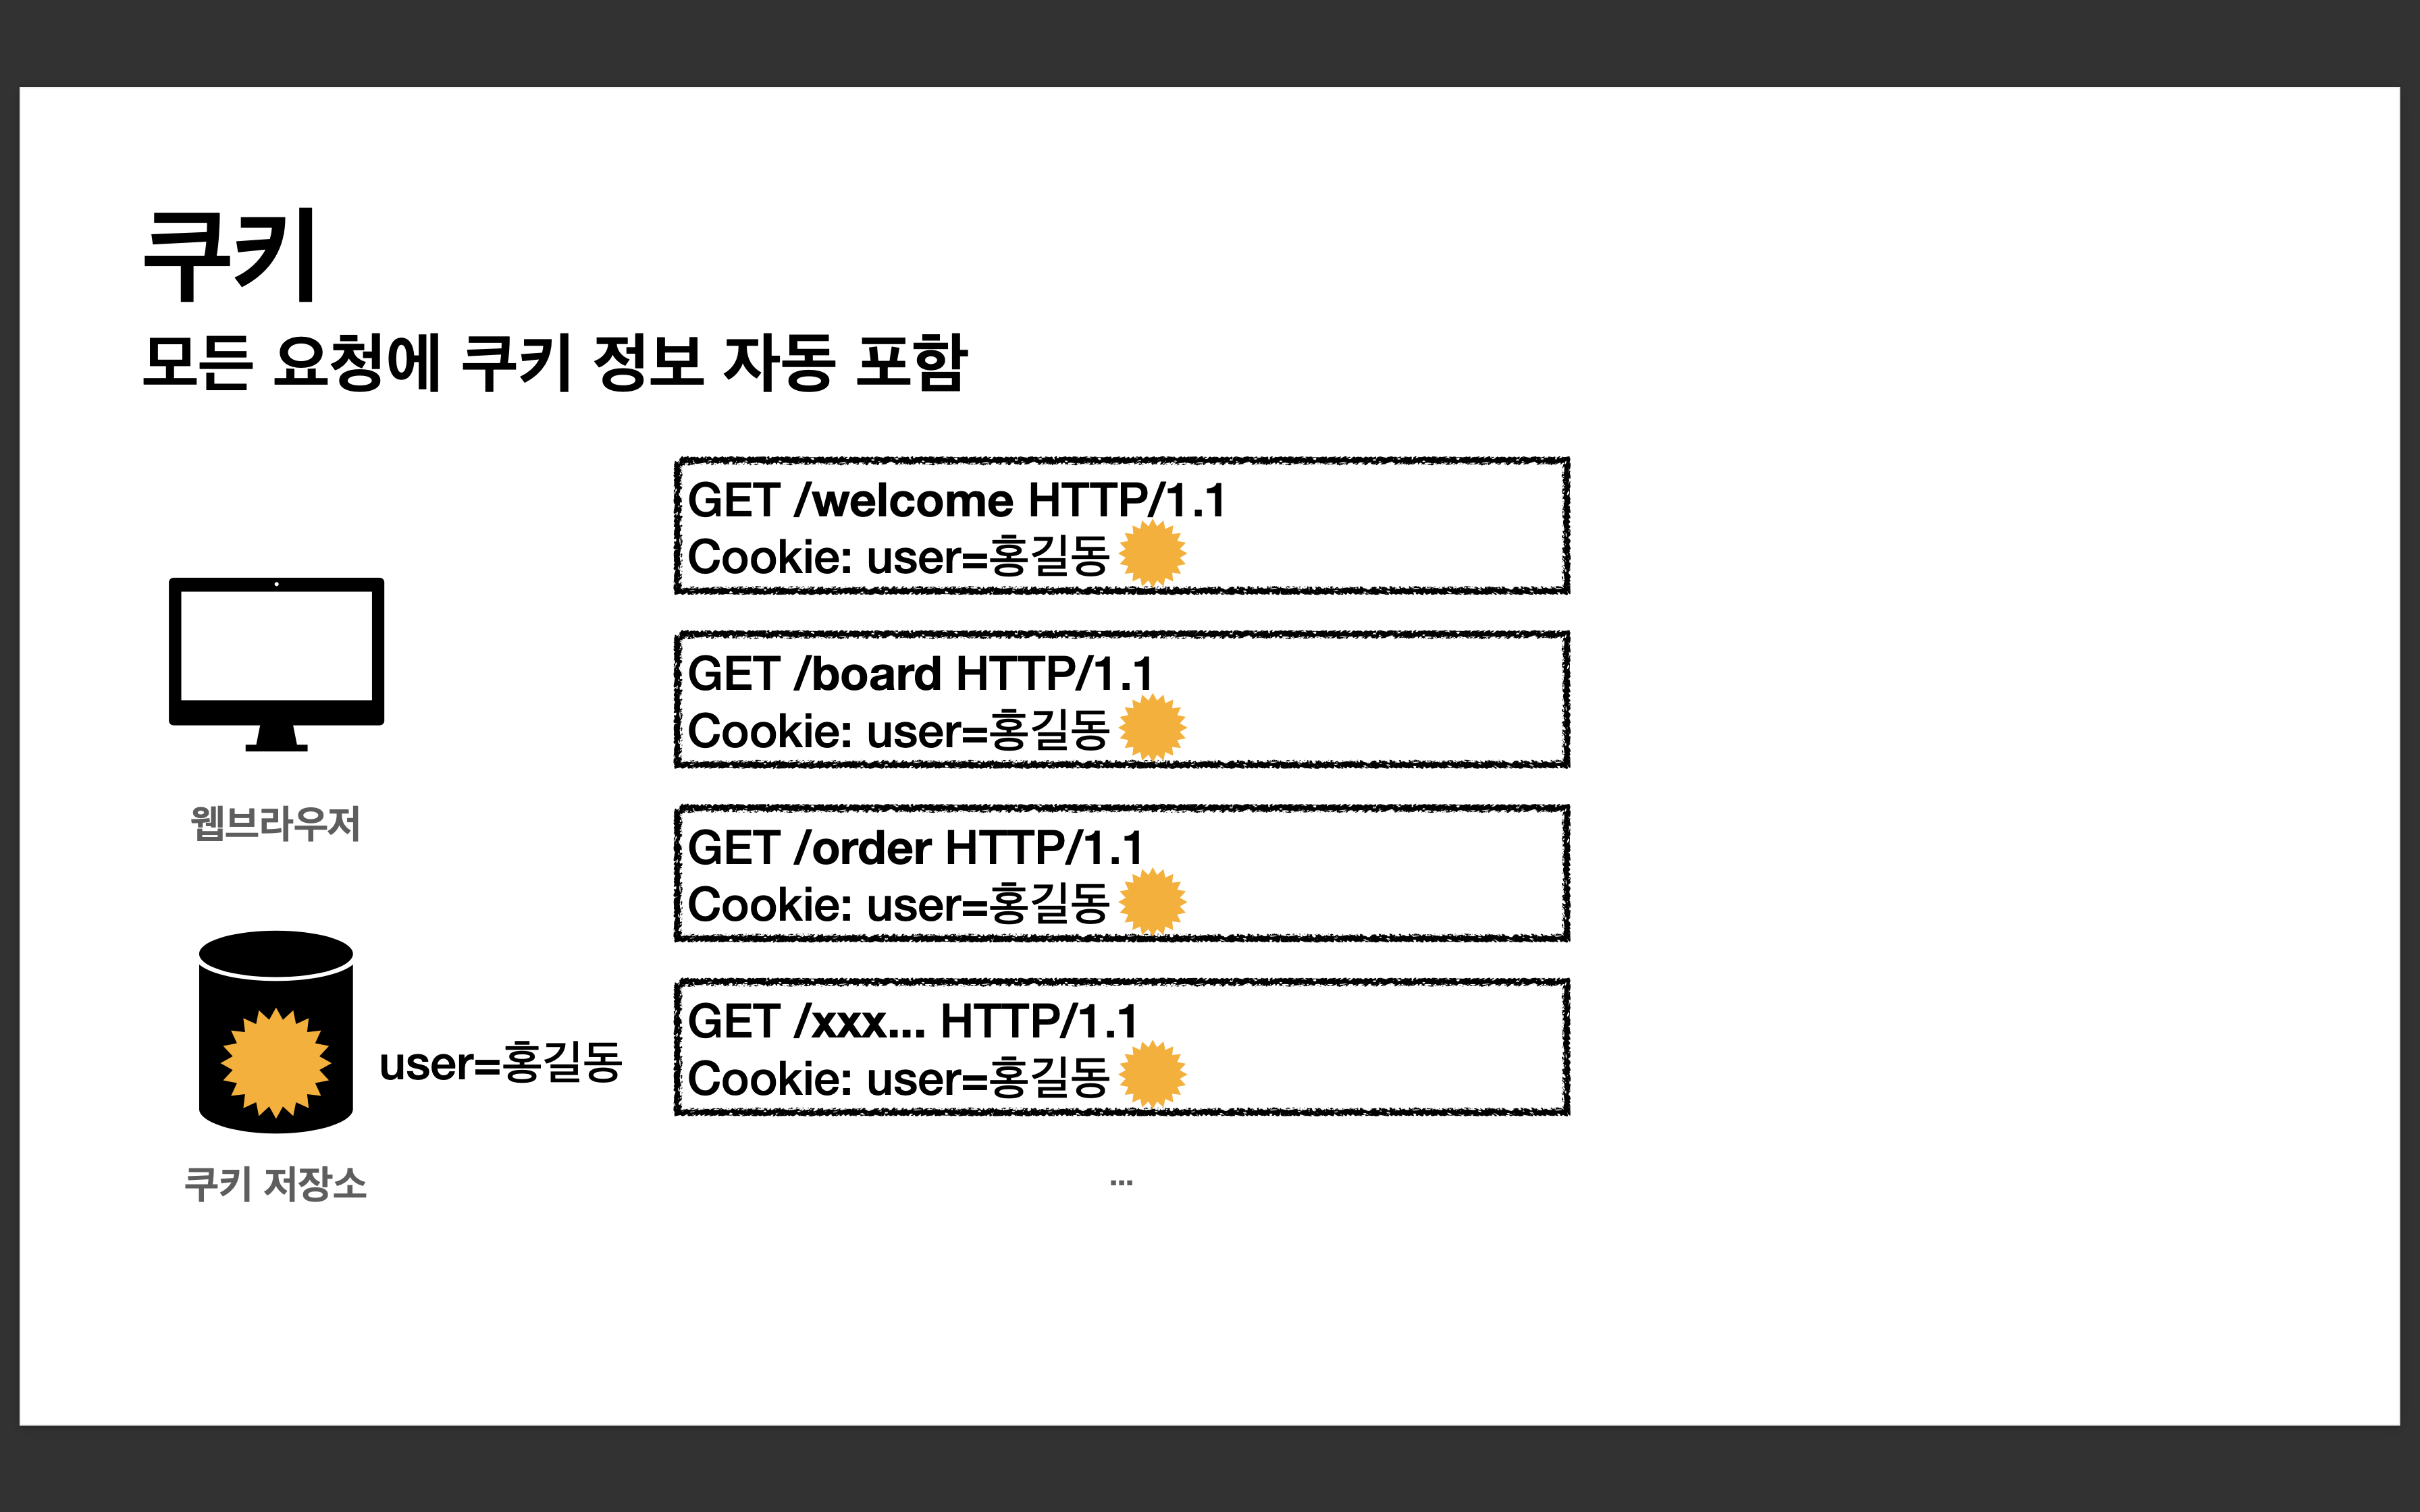 쿠키
모든 요청에 쿠키 정보 자동 포함
GET /welcome HTTP/1.1
Cookie: user=홍길동
GET /board HTTP/1.1
Cookie: user=홍길동
웹브라우저
GET /order HTTP/1.1
Cookie: user=홍길동
GET /xxx... HTTP/1.1
Cookie: user=홍길동
user=홍길동
쿠키 저장소
...